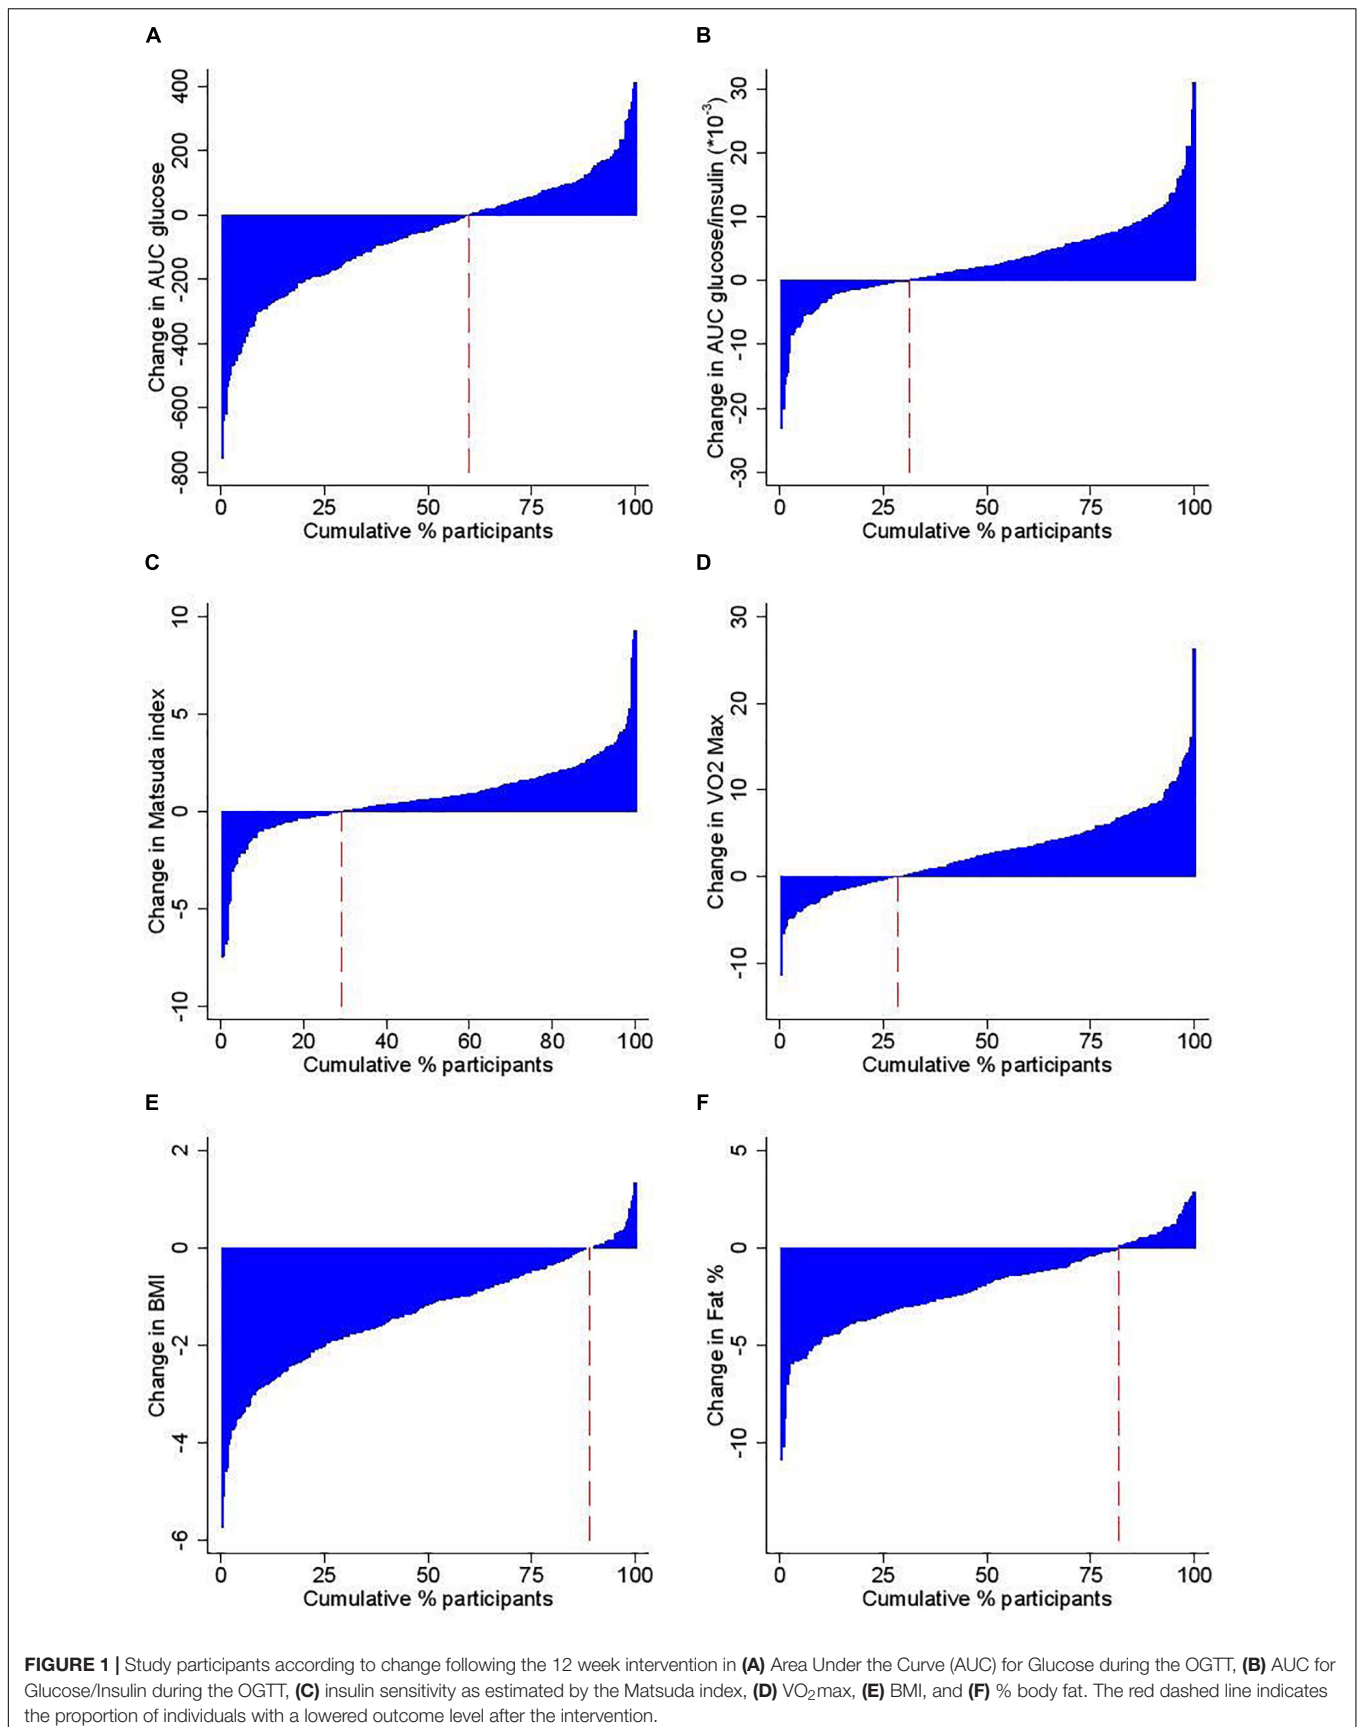 A
B
400
200
0
-200
-400
-600
-800
Change in AUC glucose
0 25 50 75 100
Cumulative % participants
30
20
10
0
-10
-20
-30
Change in AUC glucose/insulin (*10-3)
0 25 50 75 100
Cumulative % participants
C
D
10
5
0
-5
-10
Change in Matsuda index
0 20 40 60 80 100
Cumulative % participants
30
20
10
0
-10
Change in VO2 Max
0 25 50 75 100
Cumulative % participants
E
F
2
0
-2
-4
-6
Change in BMI
0 25 50 75 100
Cumulative % participants
5
0
-5
-10
Change in Fat %
0 25 50 75 100
Cumulative % participants
FIGURE 1 | Study participants according to change following the 12 week intervention in (A) Area Under the Curve (AUC) for Glucose during the OGTT, (B) AUC for
Glucose/Insulin during the OGTT, (C) insulin sensitivity as estimated by the Matsuda index, (D) VO2max, (E) BMI, and (F) % body fat. The red dashed line indicates
the proportion of individuals with a lowered outcome level after the intervention.